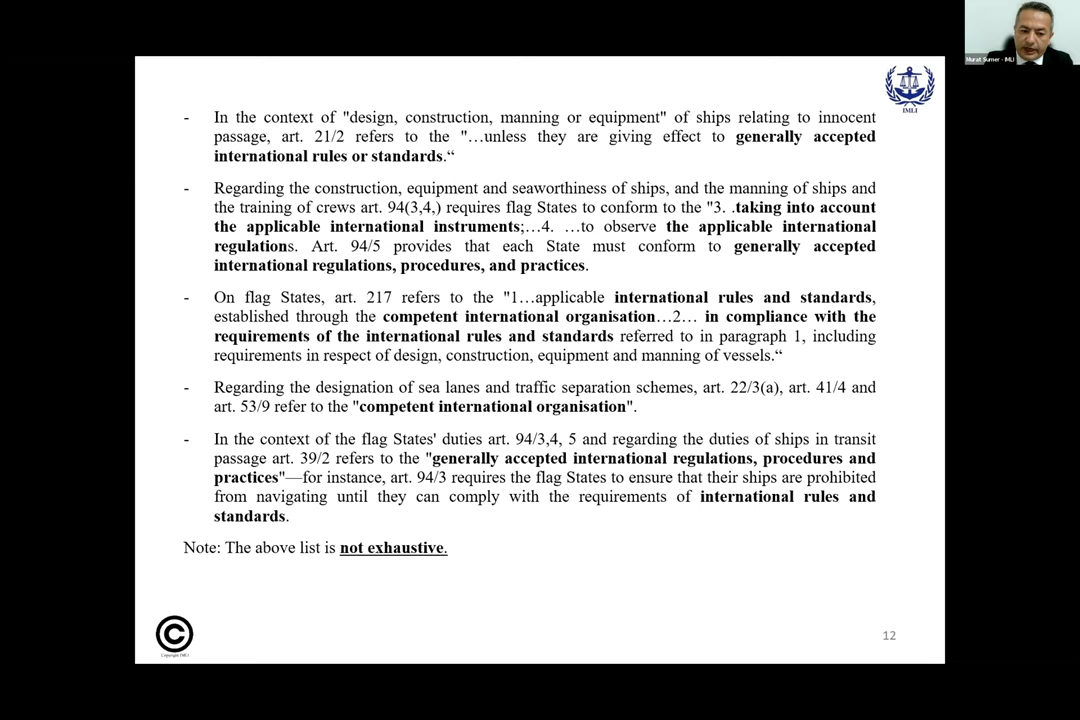 Murat Sumer - IMLI
IMLI
- In the context of "design, construction, manning or equipment" of ships relating to innocent
passage, art. 21/2 refers to the "…unless they are giving effect to generally accepted
international rules or standards.“
- Regarding the construction, equipment and seaworthiness of ships, and the manning of ships and
the training of crews art. 94(3,4,) requires flag States to conform to the "3. .taking into account
the applicable international instruments;…4. …to observe the applicable international
regulations. Art. 94/5 provides that each State must conform to generally accepted
international regulations, procedures, and practices.
- On flag States, art. 217 refers to the "1…applicable international rules and standards,
established through the competent international organisation…2… in compliance with the
requirements of the international rules and standards referred to in paragraph 1, including
requirements in respect of design, construction, equipment and manning of vessels.“
- Regarding the designation of sea lanes and traffic separation schemes, art. 22/3(a), art. 41/4 and
art. 53/9 refer to the "competent international organisation".
- In the context of the flag States' duties art. 94/3,4, 5 and regarding the duties of ships in transit
passage art. 39/2 refers to the "generally accepted international regulations, procedures and
practices"—for instance, art. 94/3 requires the flag States to ensure that their ships are prohibited
from navigating until they can comply with the requirements of international rules and
standards.
Note: The above list is not exhaustive.
©
Copyright IMLI
12